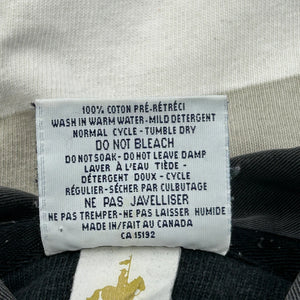 100% COTON PRÉ-RÉTRÉCI
WASH IN WARM WATER-MILD DETERGENT
NORMAL CYCLE-TUMBLE DRY
DO NOT BLEACH
DO NOT SOAK-DO NOT LEAVE DAMP
LAVER À L'EAU TIÈDE -
DÉTERGENT DOUX - CYCLE
RÉGULIER-SÉCHER PAR CULBUTAGE
NE PAS JAVELLISER
NE PAS TREMPER-NE PAS LAISSER HUMIDE
MADE IN/FAIT AU CANADA
CA 15192